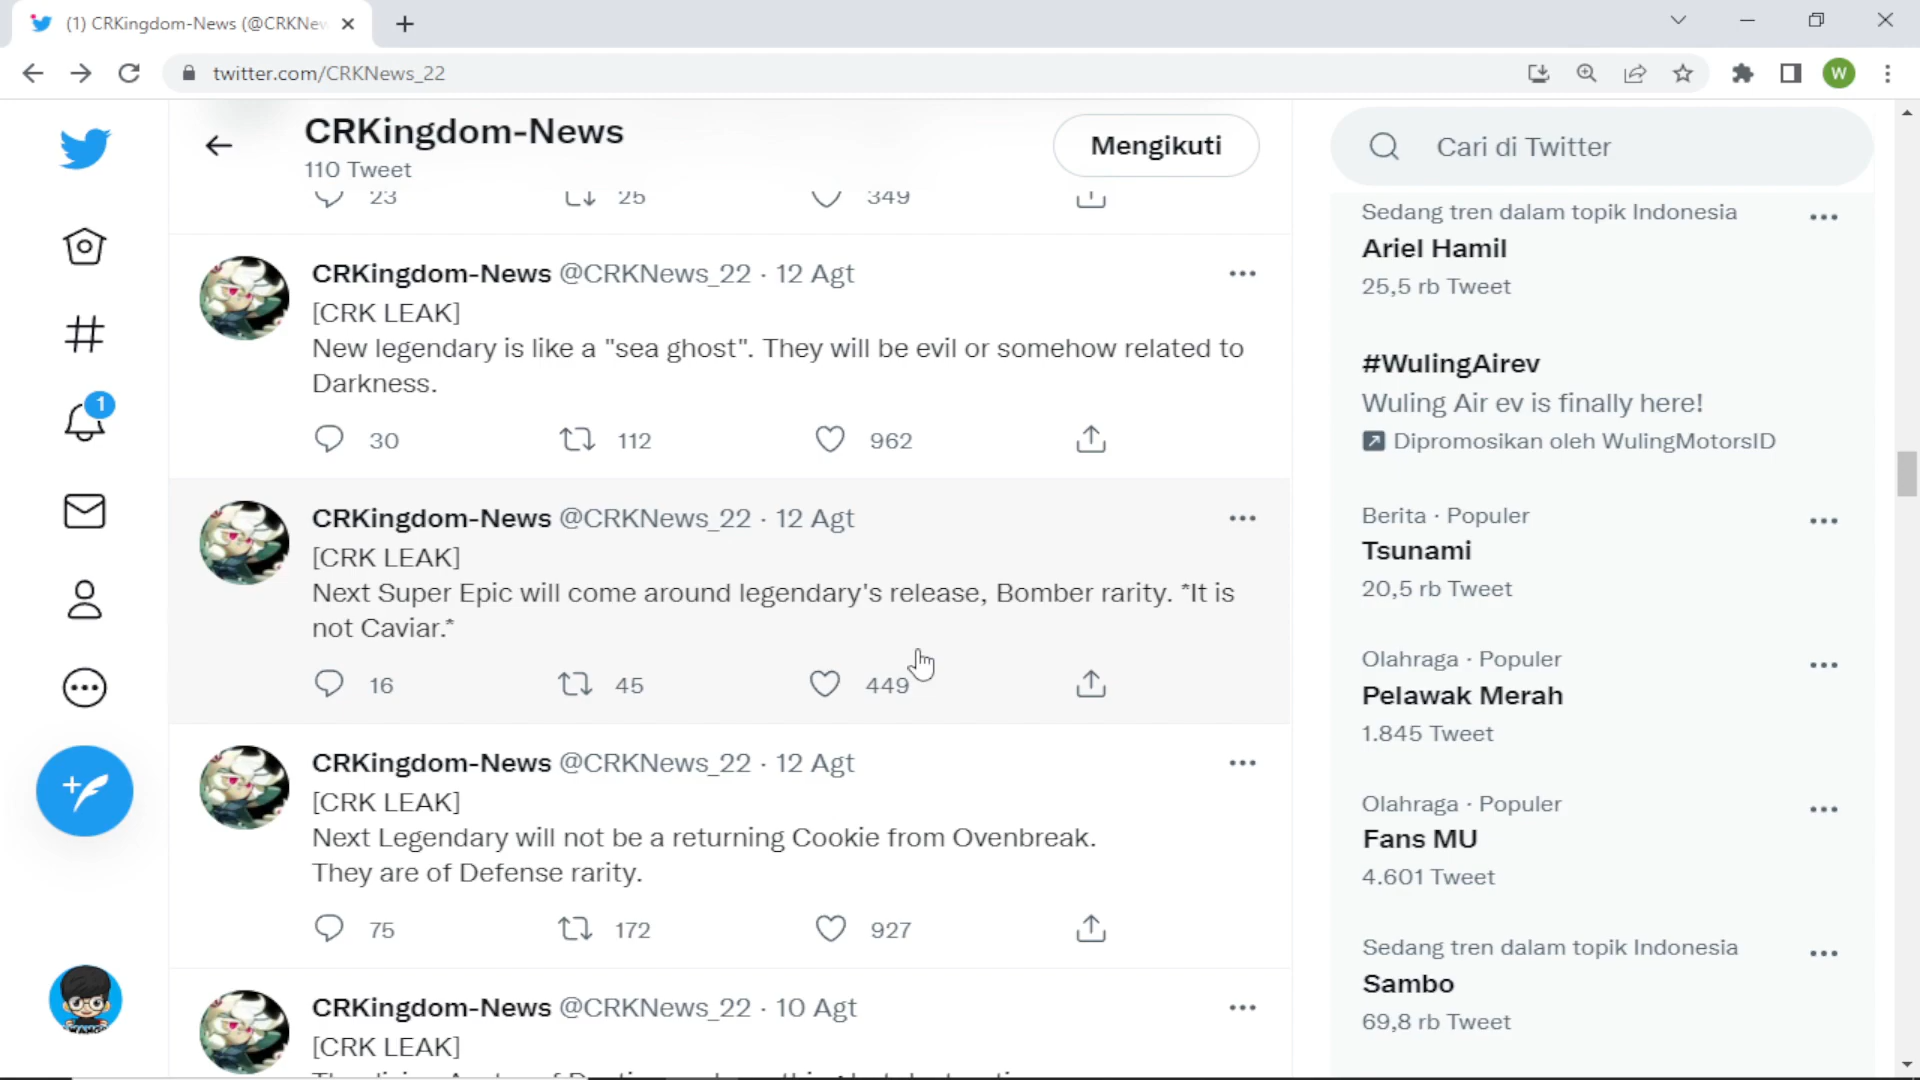 (1) CRKingdom-News (@CRKNew
twitter.com/CRKNews_22
W
CRKingdom-News
110 Tweet
Mengikuti
Cari di Twitter
23 25 349
CRKingdom-News @CRKNews_22 · 12 Agt
[CRK LEAK]
New legendary is like a "sea ghost". They will be evil or somehow related to
Darkness.
30 112 962
CRKingdom-News @CRKNews_22 · 12 Agt
[CRK LEAK]
Next Super Epic will come around legendary's release, Bomber rarity. *It is
not Caviar.*
16 45 449
CRKingdom-News @CRKNews_22 · 12 Agt
[CRK LEAK]
Next Legendary will not be a returning Cookie from Ovenbreak.
They are of Defense rarity.
75 172 927
CRKingdom-News @CRKNews_22 · 10 Agt
[CRK LEAK]
1
Sedang tren dalam topik Indonesia
Ariel Hamil
25,5 rb Tweet
#WulingAirev
Wuling Air ev is finally here!
Dipromosikan oleh WulingMotorsID
Berita · Populer
Tsunami
20,5 rb Tweet
Olahraga · Populer
Pelawak Merah
1.845 Tweet
Olahraga · Populer
Fans MU
4.601 Tweet
Sedang tren dalam topik Indonesia
Sambo
69,8 rb Tweet